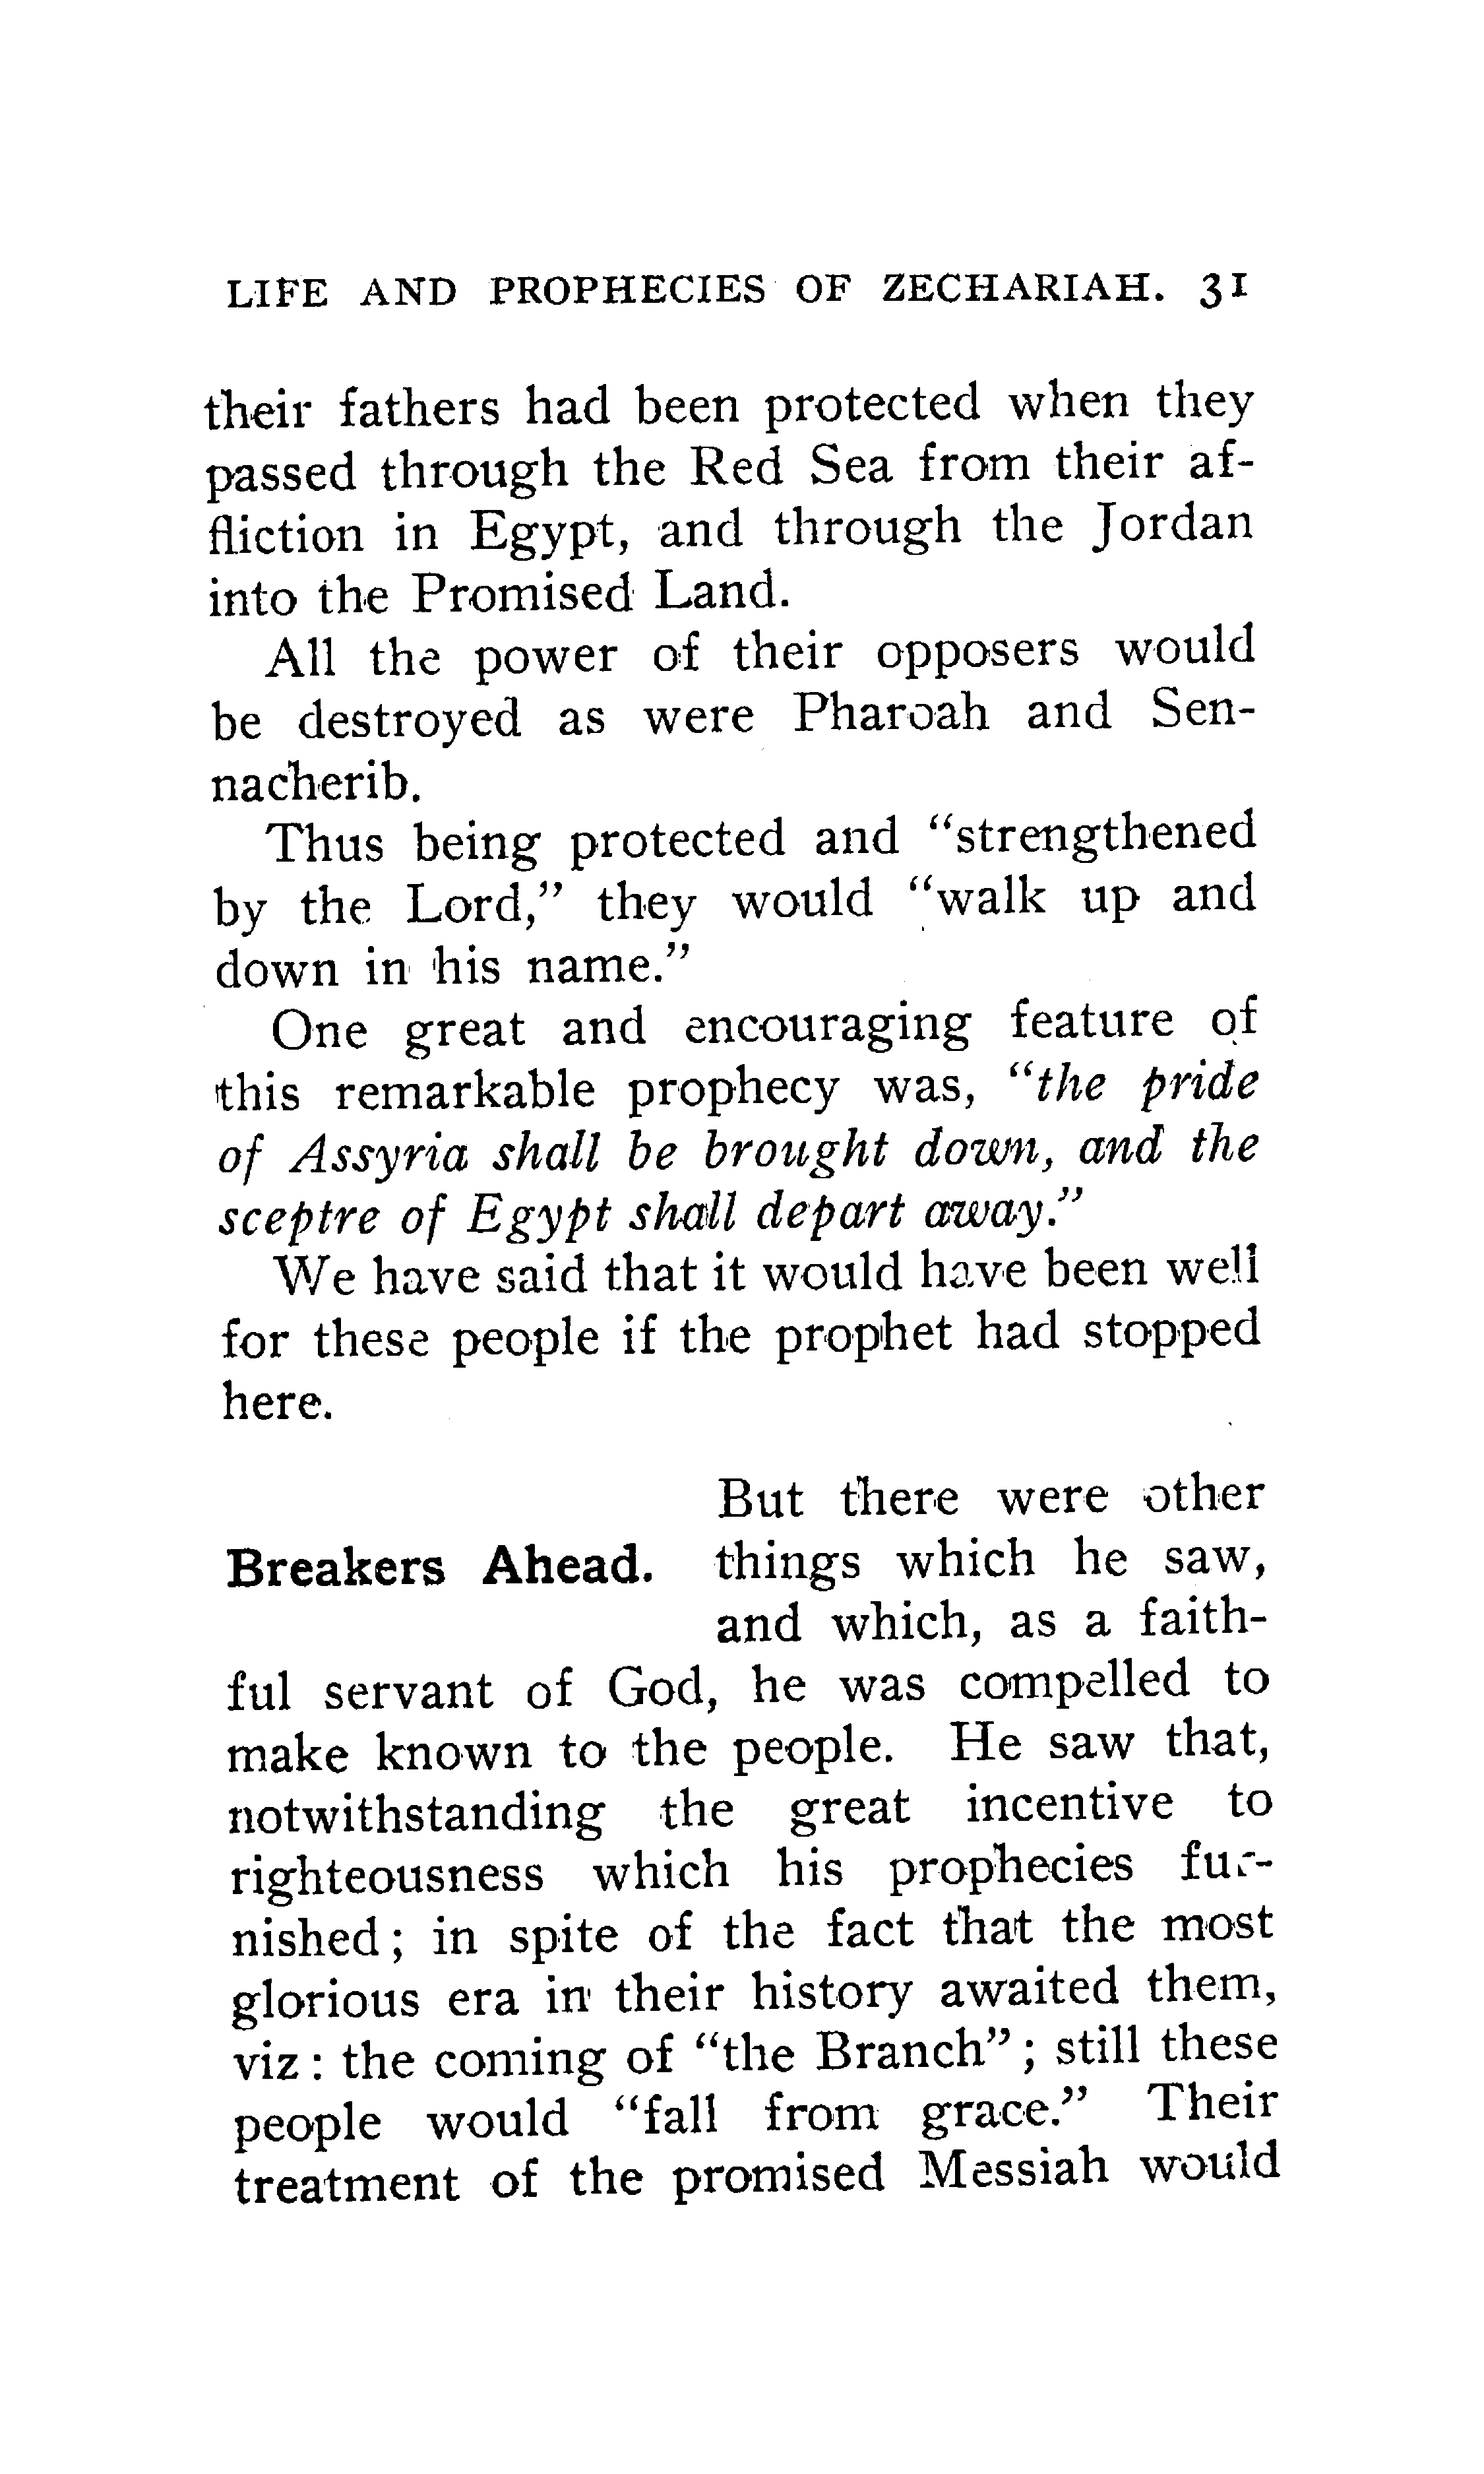 LIFE AND PROPHECIES OF ZECHARIAH. 31
their fathers had been protected when they
passed through the Red Sea from their af-
fliction in Egypt, and through the Jordan
into the Promised Land.
All the power of their opposers would
be destroyed as were Pharoah and Sen-
nacherib.
Thus being protected and "strengthened
by the Lord," they would "walk up and
down in his name."
One great and encouraging feature of
this remarkable prophecy was, "the pride
of Assyria shall be brought down, and the
sceptre of Egypt shall depart away."
We have said that it would have been well
for these people if the prophet had stopped
here.
Breakers Ahead.
But there were other
things which he saw,
and which, as a faith-
ful servant of God, he was compelled to
make known to the people. He saw that,
notwithstanding the great incentive to
righteousness which his prophecies fur-
nished; in spite of the fact that the most
glorious era in their history awaited them,
viz: the coming of "the Branch"; still these
people would "fall from grace." Their
treatment of the promised Messiah would